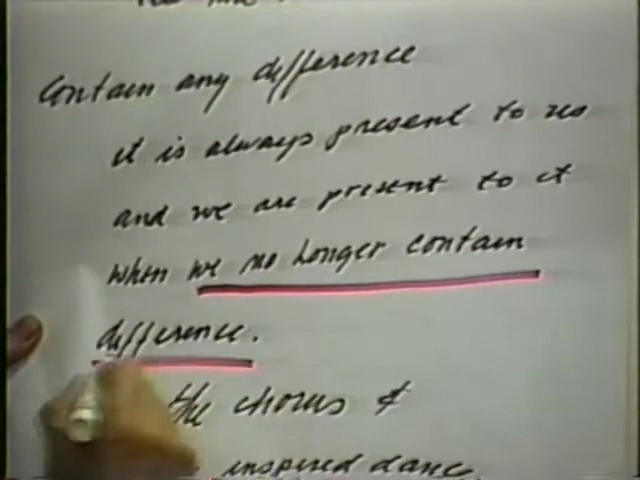 contain any difference
it is always present to us
and we are present to it
when we no longer contain
difference.
the chorus &
inspired dance